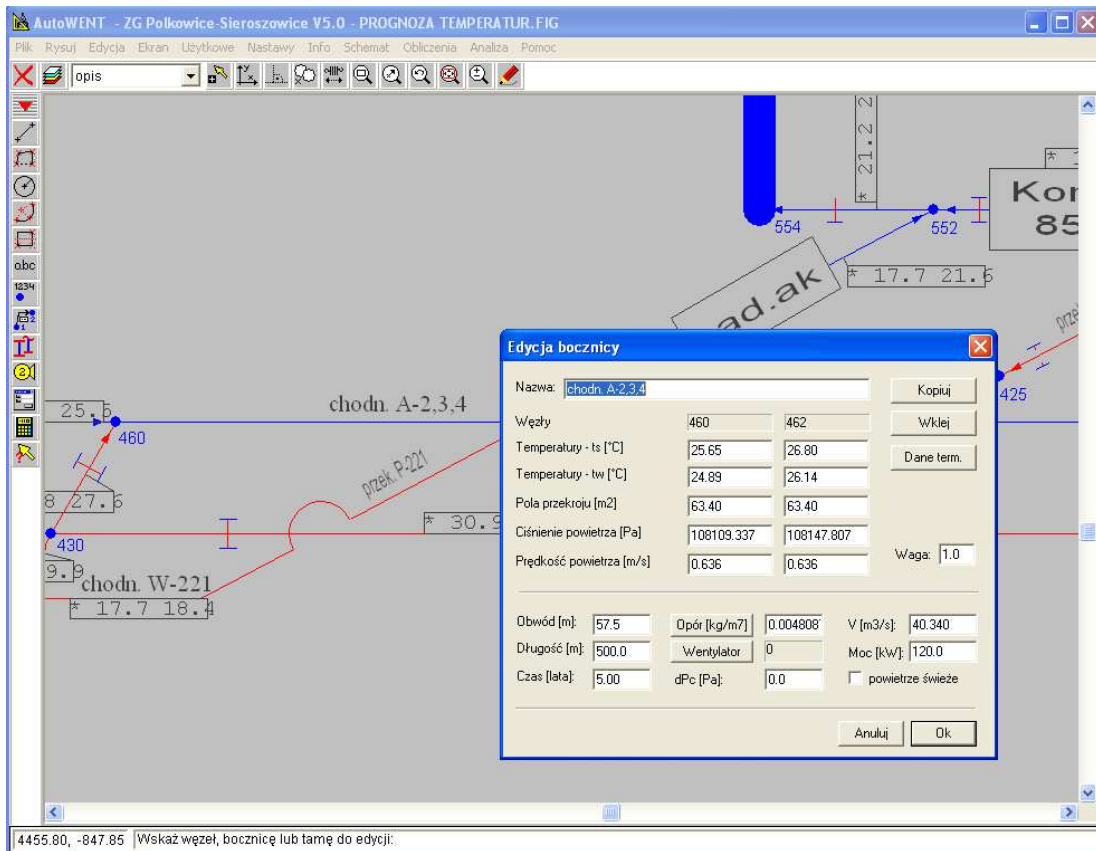 AutoWENT - ZG Polkowice-Sieroszowice V5.0 - PROGNOZA TEMPERATUR.FIG
Plik Rysuj Edycja Ekran Użytkowe Nastawy Info Schemat Obliczenia Analiza Pomoc
opis
abc
1234
* 21.2 2
554
552
Kor
85
* 17.7 21.6
ad.ak
425
25.6
460
chodn. A-2,3,4
przek. P-221
8 27.6
* 30.9
430
9.9
chodn. W-221
* 17.7 18.4
Edycja bocznicy
Nazwa: chodn. A-2,3,4
Kopiuj
Węzły 460 462
Wklej
Temperatury - ts [°C] 25.65 26.80
Dane term.
Temperatury - tw [°C] 24.89 26.14
Pola przekroju [m2] 63.40 63.40
Ciśnienie powietrza [Pa] 108109.337 108147.807
Prędkość powietrza [m/s] 0.636 0.636
Waga: 1.0
Obwód [m]: 57.5 Opór [kg/m7] 0.004808 V [m3/s]: 40.340
Długość [m]: 500.0 Wentylator 0 Moc [kW]: 120.0
Czas [lata]: 5.00 dPc [Pa]: 0.0 powietrze świeże
Anuluj Ok
4455.80, -847.85 Wskaż węzeł, bocznicę lub tamę do edycji: